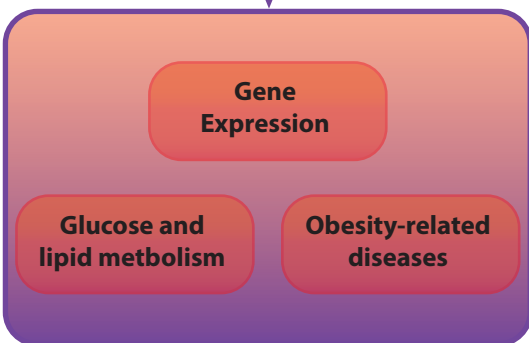 Gene
Expression
Glucose and
lipid metbolism
Obesity-related
diseases